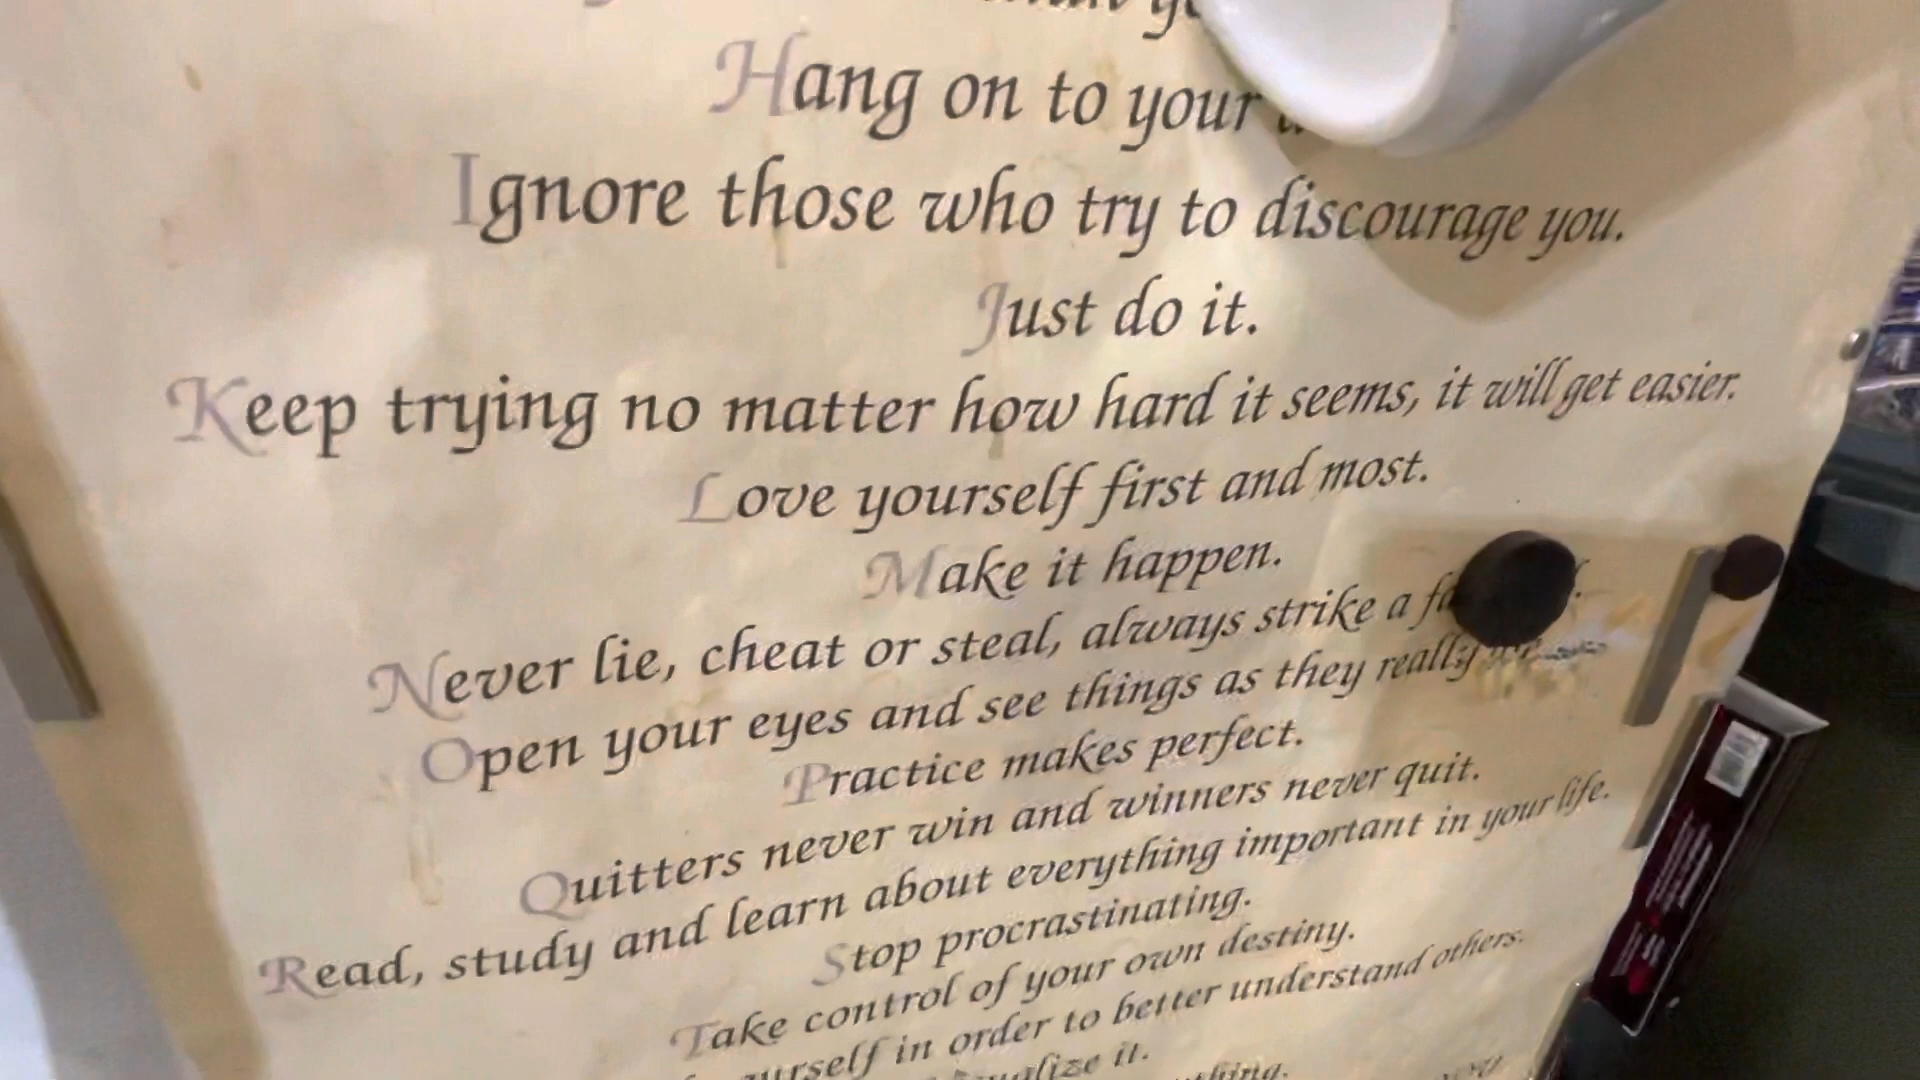 Hang on to your
Ignore those who try to discourage you.
Just do it.
Keep trying no matter how hard it seems, it will get easier.
Love yourself first and most.
Make it happen.
Never lie, cheat or steal, always strike a
Open your eyes and see things as they really
Practice makes perfect.
Quitters never win and winners never quit.
Read, study and learn about everything important in your life.
Stop procrastinating.
Take control of your own destiny.
in order to better understand others.
it.